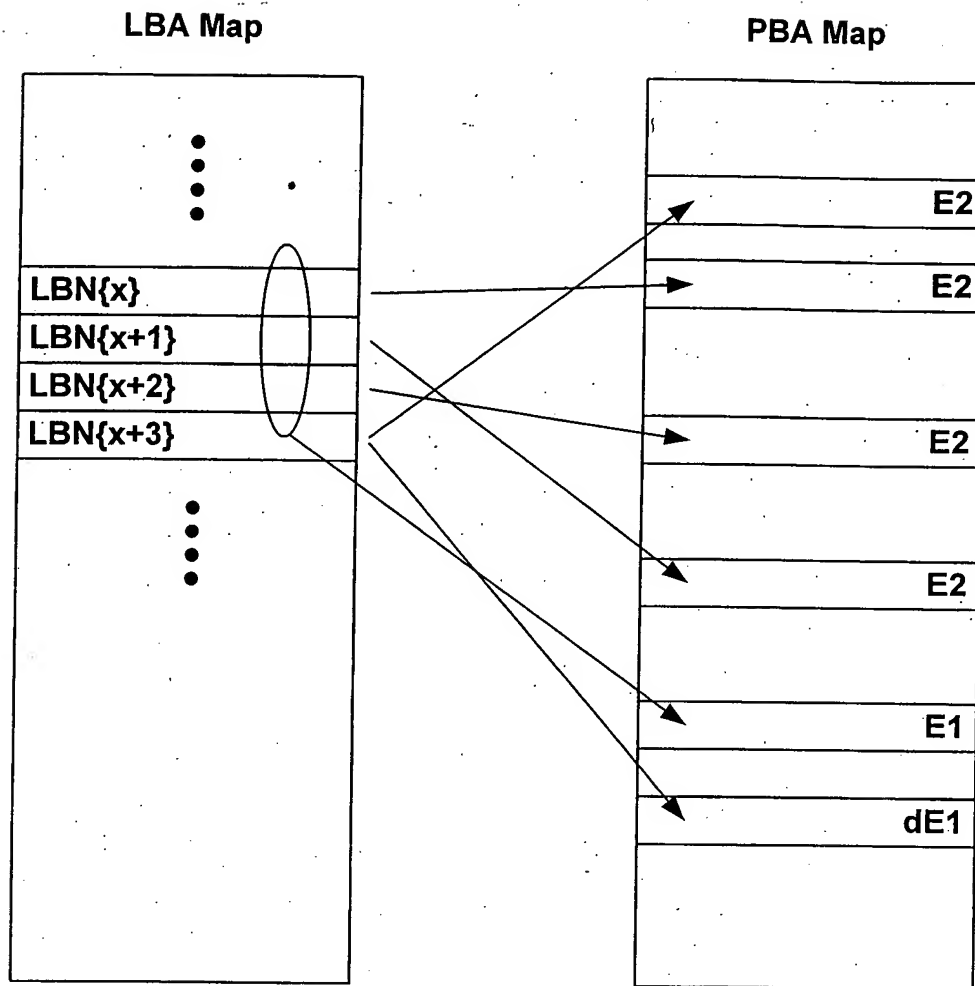 LBA Map
PBA Map
LBN{x}
LBN{x+1}
LBN{x+2}
LBN{x+3}
E2
E2
E2
E2
E1
dE1